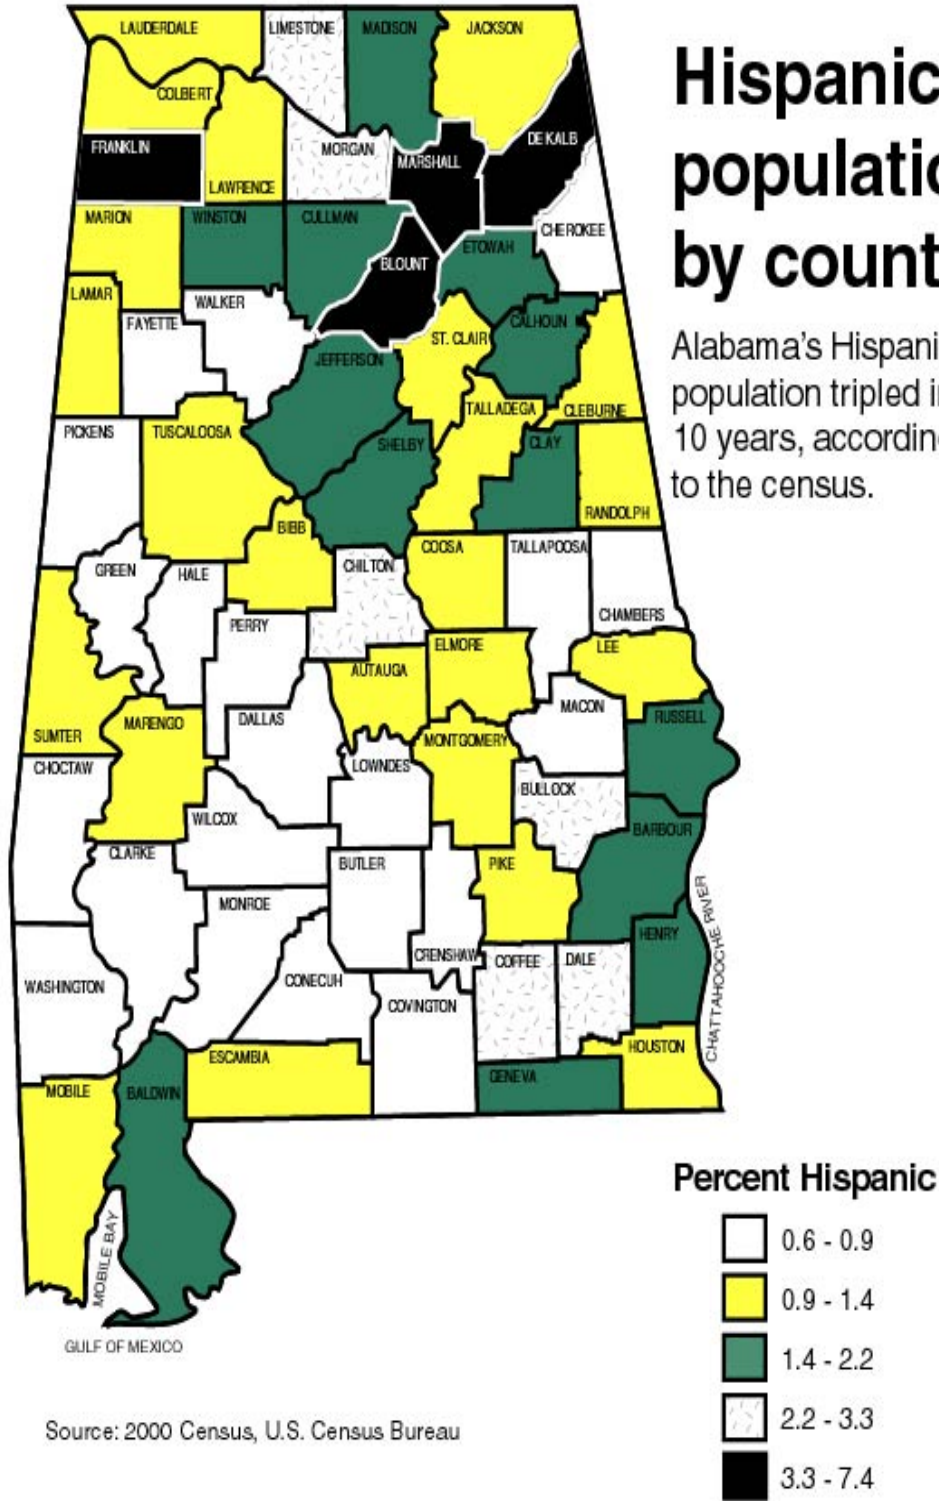 Hispanic
populatio
by count
Alabama's Hispani
population tripled i
10 years, accordin
to the census.
LAUDERDALE
LIMESTONE
MADISON
JACKSON
COLBERT
FRANKLIN
LAWRENCE
MORGAN
MARSHALL
DE KALB
MARION
WINSTON
CULLMAN
CHEROKEE
ETOWAH
BLOUNT
LAMAR
WALKER
FAYETTE
CALHOUN
ST. CLAIR
JEFFERSON
TALLADEGA
CLEBURNE
PICKENS
TUSCALOOSA
SHELBY
CLAY
RANDOLPH
BIBB
COOSA
TALLAPOOSA
GREEN
HALE
CHILTON
CHAMBERS
PERRY
ELMORE
LEE
AUTAUGA
MACON
RUSSELL
SUMTER
MARENGO
DALLAS
MONTGOMERY
CHOCTAW
LOWNDES
BULLOCK
WILCOX
BARBOUR
CLARKE
BUTLER
PIKE
MONROE
CRENSHAW
HENRY
COFFEE
DALE
WASHINGTON
CONECUH
COVINGTON
CHATTAHOOCHE RIVER
HOUSTON
ESCAMBIA
GENEVA
MOBILE
BALDWIN
MOBILE BAY
GULF OF MEXICO
Percent Hispanic
0.6 - 0.9
0.9 - 1.4
1.4 - 2.2
2.2 - 3.3
3.3 - 7.4
Source: 2000 Census, U.S. Census Bureau